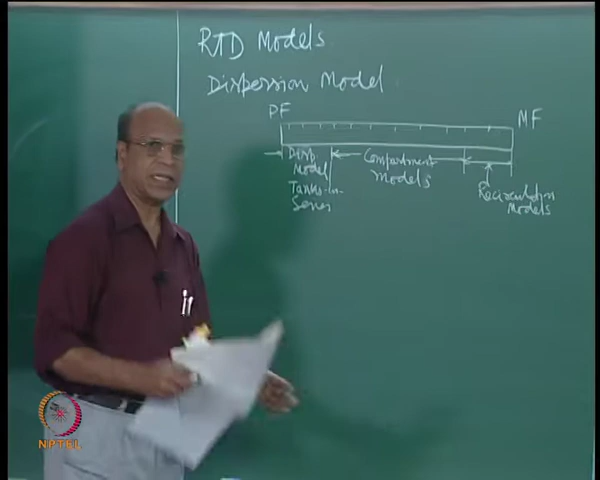 RTD Models
Dispersion Model
PF
MF
Disp Model
Tanks-in-Series
Compartment Models
Recirculation Models
NPTEL